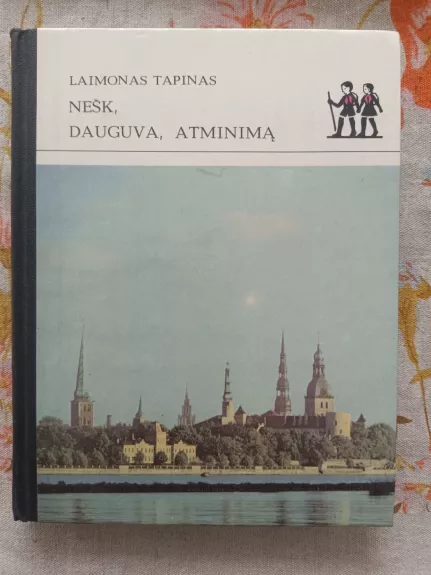 LAIMONAS TAPINAS
NEŠK,
DAUGUVA, ATMINIMĄ